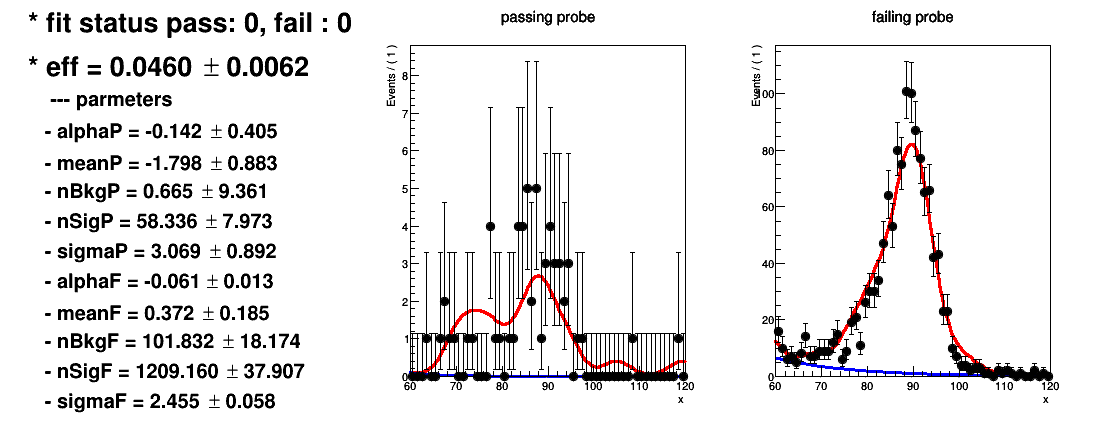 * fit status pass: 0, fail : 0
* eff = 0.0460 ± 0.0062
--- parmeters
- alphaP = -0.142 ± 0.405
- meanP = -1.798 ± 0.883
- nBkgP = 0.665 ± 9.361
- nSigP = 58.336 ± 7.973
- sigmaP = 3.069 ± 0.892
- alphaF = -0.061 ± 0.013
- meanF = 0.372 ± 0.185
- nBkgF = 101.832 ± 18.174
- nSigF = 1209.160 ± 37.907
- sigmaF = 2.455 ± 0.058
passing probe
Events / ( 1 )
8
7
6
5
4
3
2
1
0
60 70 80 90 100 110 120
x
failing probe
Events / ( 1 )
100
80
60
40
20
0
60 70 80 90 100 110 120
x